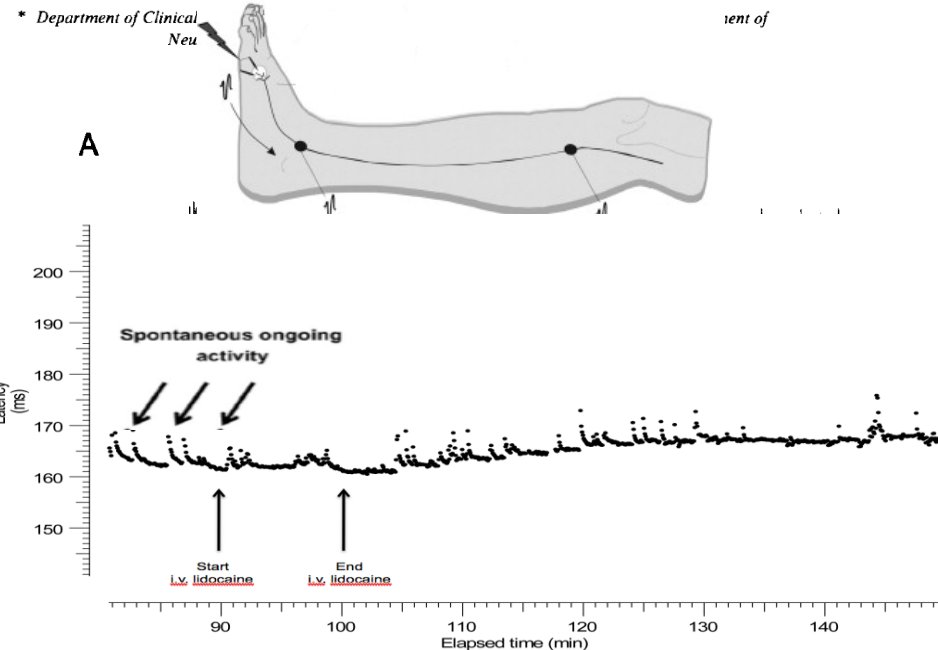 * Department of Clinical
ment of
Neu
A
200
190
180
170
160
150
Latency
(ms)
Spontaneous ongoing
activity
Start
i.v. lidocaine
End
i.v. lidocaine
90 100 110 120 130 140
Elapsed time (min)